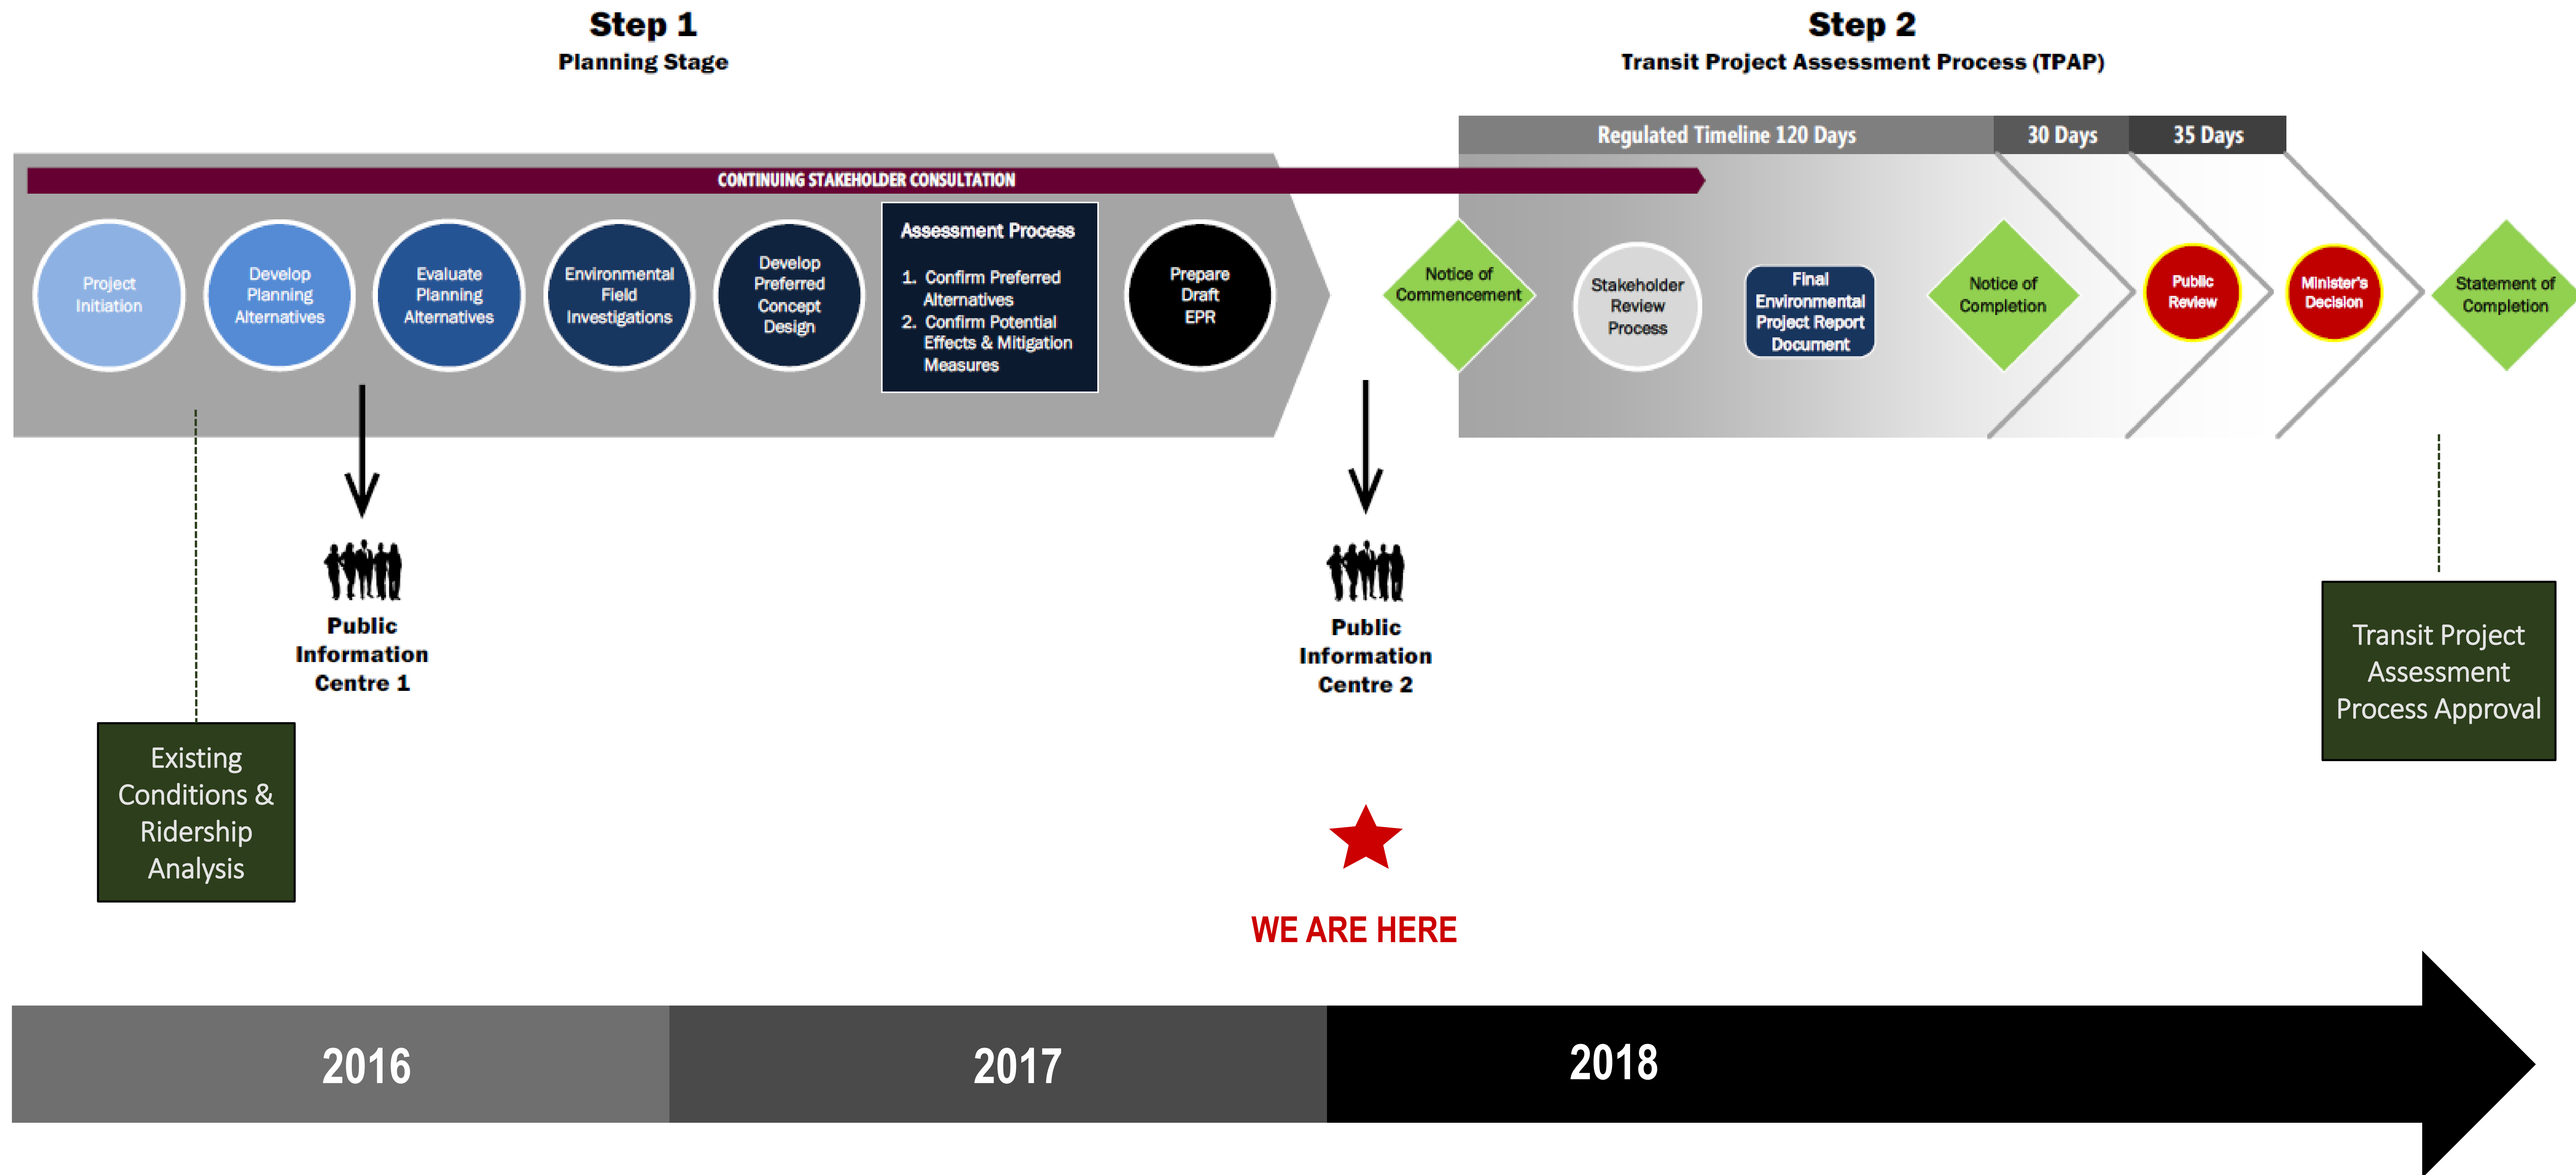 Step 1
Planning Stage
Step 2
Transit Project Assessment Process (TPAP)
Regulated Timeline 120 Days
30 Days
35 Days
CONTINUING STAKEHOLDER CONSULTATION
Project
Initiation
Develop
Planning
Alternatives
Evaluate
Planning
Alternatives
Environmental
Field
Investigations
Develop
Preferred
Concept
Design
Assessment Process
1. Confirm Preferred
Alternatives
2. Confirm Potential
Effects & Mitigation
Measures
Prepare
Draft
EPR
Notice of
Commencement
Stakeholder
Review
Process
Final
Environmental
Project Report
Document
Notice of
Completion
Public
Review
Minister's
Decision
Statement of
Completion
Public
Information
Centre 1
Public
Information
Centre 2
Existing
Conditions &
Ridership
Analysis
Transit Project
Assessment
Process Approval
WE ARE HERE
2016
2017
2018